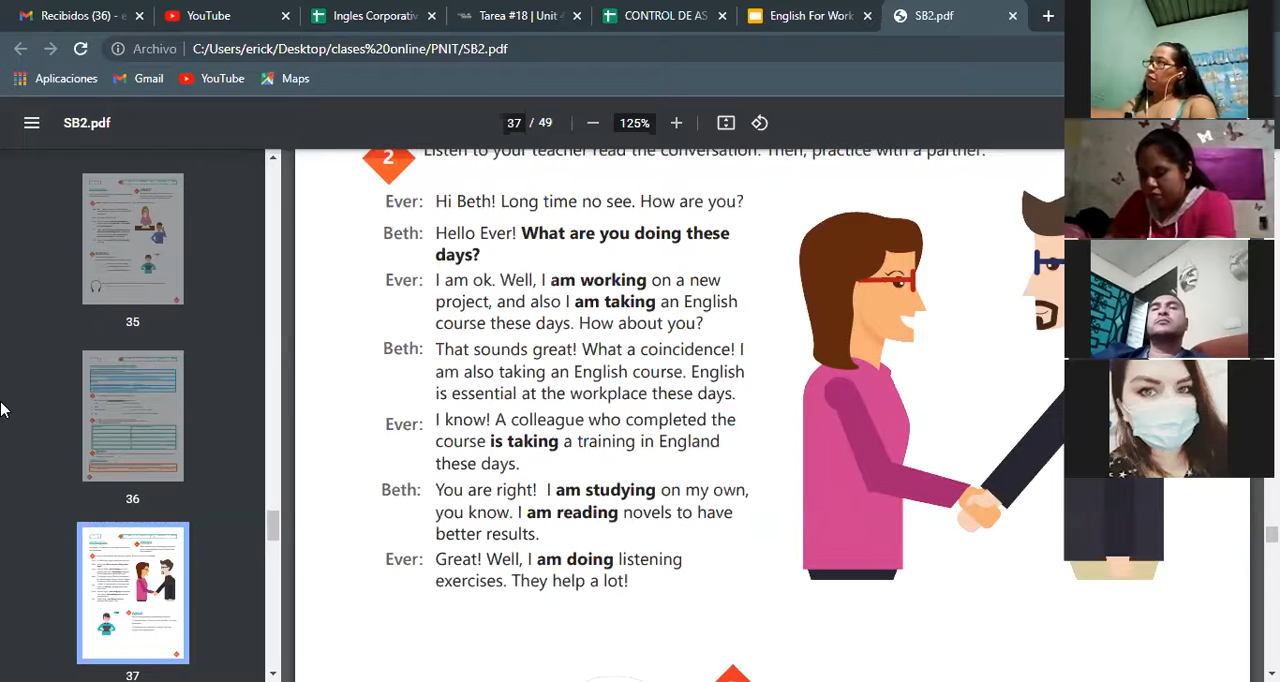 Recibidos (36) - e
YouTube
Ingles Corporativ
Tarea #18 | Unit 4
CONTROL DE AS
English For Work
SB2.pdf
Archivo C:/Users/erick/Desktop/clases%20online/PNIT/SB2.pdf
Aplicaciones Gmail YouTube Maps
SB2.pdf 37 / 49 125%
2 Listen to your teacher read the conversation. Then, practice with a partner.
Ever: Hi Beth! Long time no see. How are you?
Beth: Hello Ever! What are you doing these
days?
Ever: I am ok. Well, I am working on a new
project, and also I am taking an English
course these days. How about you?
Beth: That sounds great! What a coincidence! I
am also taking an English course. English
is essential at the workplace these days.
Ever: I know! A colleague who completed the
course is taking a training in England
these days.
Beth: You are right! I am studying on my own,
you know. I am reading novels to have
better results.
Ever: Great! Well, I am doing listening
exercises. They help a lot!
35
36
37